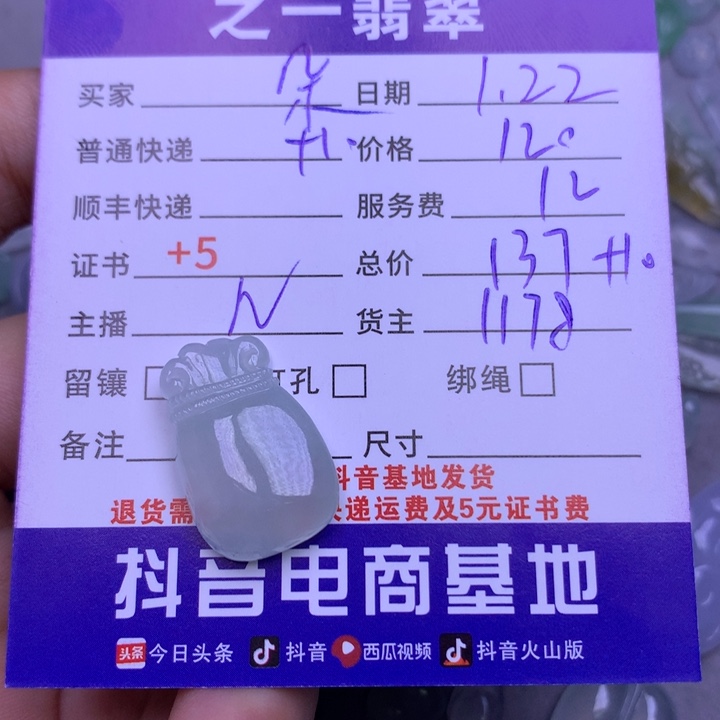 之一翡翠
买家 朵 日期 1.22
普通快递 +1. 价格 120
顺丰快递 服务费 12
证书 +5 总价 137 +1.
主播 N 货主 1178
留镶 打孔 绑绳
备注 尺寸
抖音基地发货
退货需 快递运费及5元证书费
抖音电商基地
头条 今日头条 抖音 西瓜视频 抖音火山版